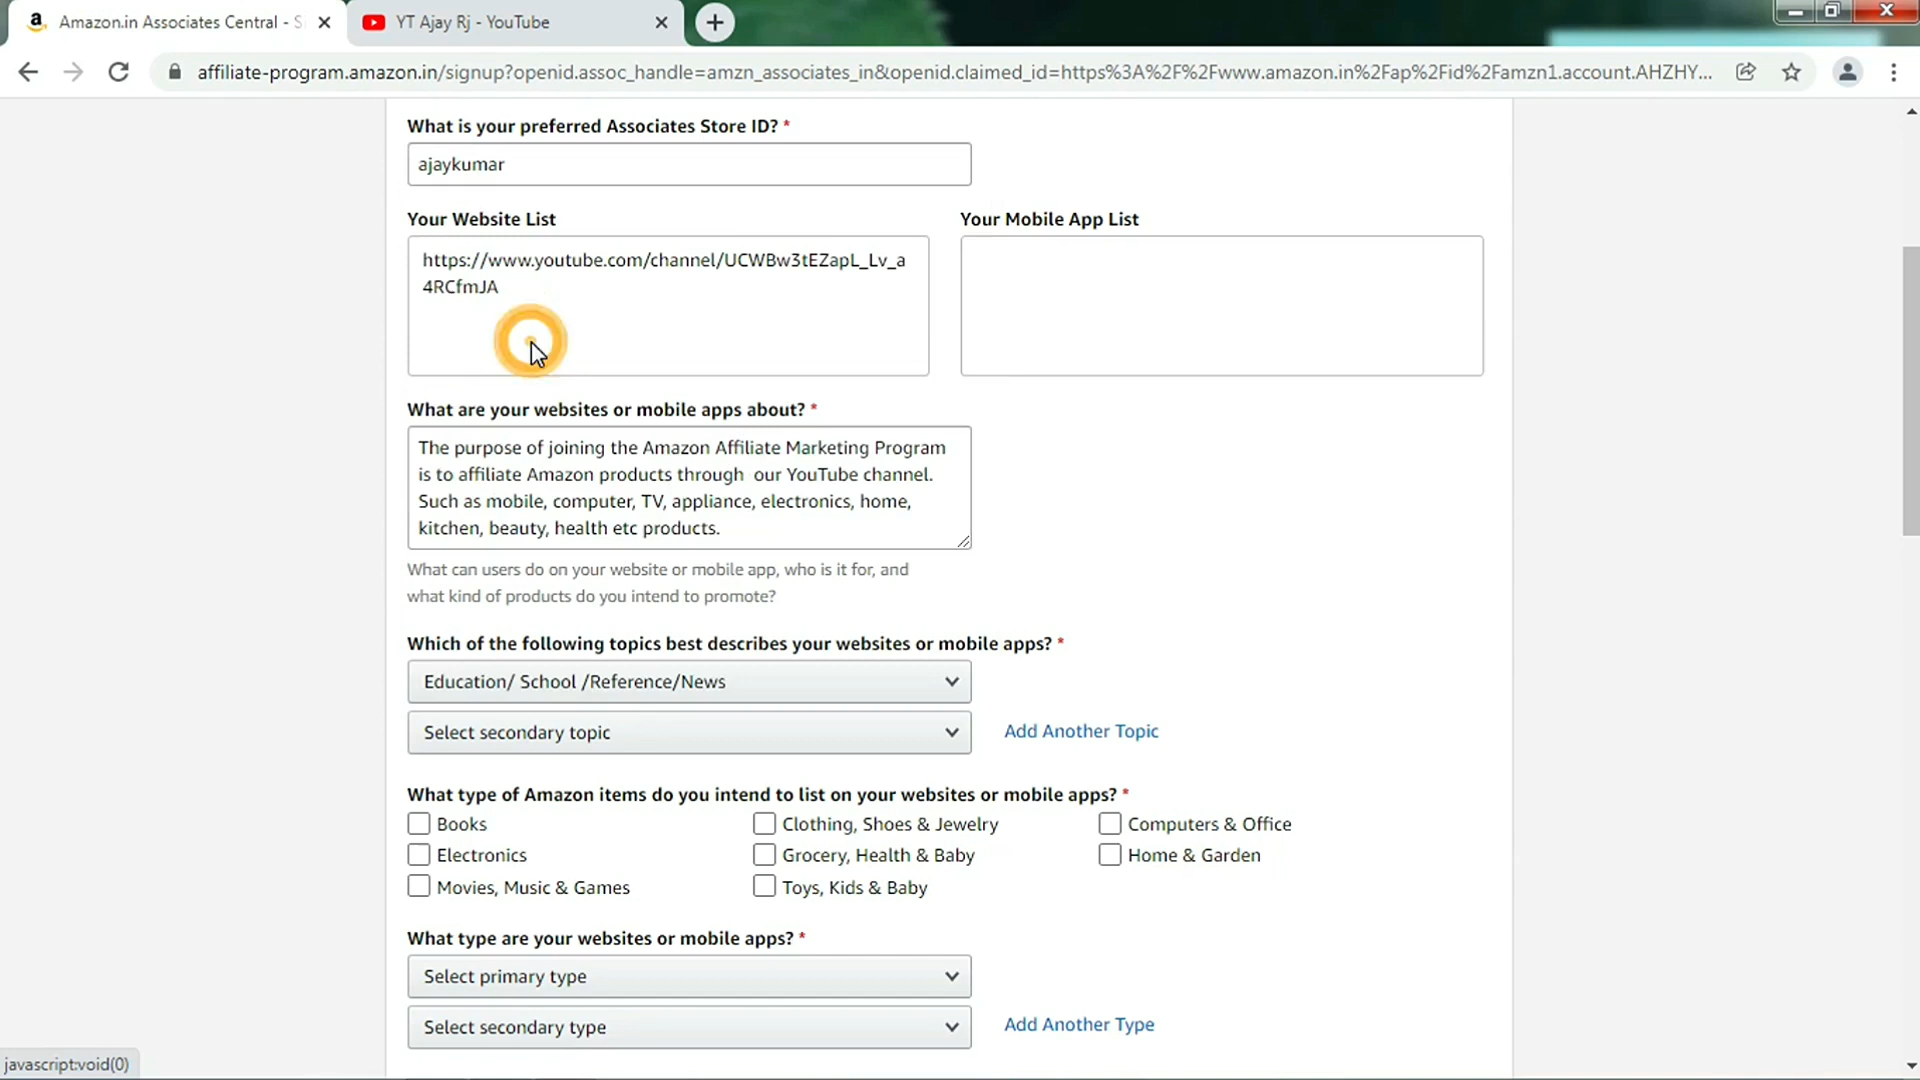 Amazon.in Associates Central - S
YT Ajay Rj - YouTube
affiliate-program.amazon.in/signup?openid.assoc_handle=amzn_associates_in&openid.claimed_id=https%3A%2F%2Fwww.amazon.in%2Fap%2Fid%2Famzn1.account.AHZHY...
What is your preferred Associates Store ID? *
ajaykumar
Your Website List
Your Mobile App List
https://www.youtube.com/channel/UCWBw3tEZapL_Lv_a
4RCfmJA
What are your websites or mobile apps about? *
The purpose of joining the Amazon Affiliate Marketing Program
is to affiliate Amazon products through  our YouTube channel.
Such as mobile, computer, TV, appliance, electronics, home,
kitchen, beauty, health etc products.
What can users do on your website or mobile app, who is it for, and
what kind of products do you intend to promote?
Which of the following topics best describes your websites or mobile apps? *
Education/ School /Reference/News
Select secondary topic
Add Another Topic
What type of Amazon items do you intend to list on your websites or mobile apps? *
Books
Clothing, Shoes & Jewelry
Computers & Office
Electronics
Grocery, Health & Baby
Home & Garden
Movies, Music & Games
Toys, Kids & Baby
What type are your websites or mobile apps? *
Select primary type
Select secondary type
Add Another Type
javascript:void(0)